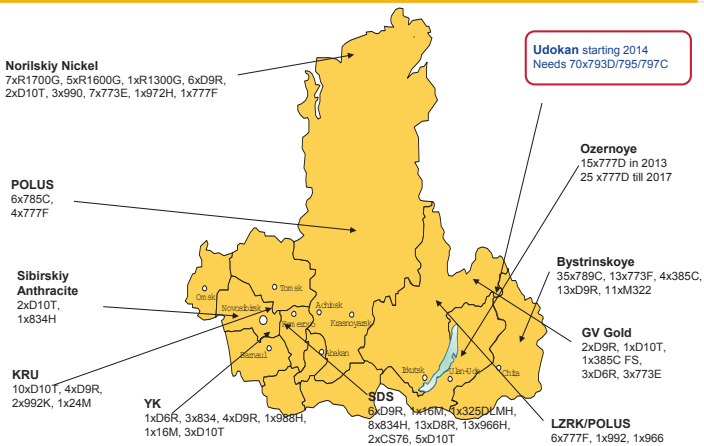 Norilskiy Nickel
7xR1700G, 5xR1600G, 1xR1300G, 6xD9R,
2xD10T, 3x990, 7x773E, 1x972H, 1x777F
Udokan starting 2014
Needs 70x793D/795/797C
Ozernoye
15x777D in 2013
25 x777D till 2017
POLUS
6x785C,
4x777F
Bystrinskoye
35x789C, 13x773F, 4x385C,
13xD9R, 11xM322
Sibirskiy
Anthracite
2xD10T,
1x834H
Omsk
Tomsk
Novosibirsk
Kemerovo
Achinsk
Krasnoyarsk
Barnaul
Abakan
Irkutsk
Ulan-Ude
Chita
GV Gold
2xD9R, 1xD10T,
1x385C FS,
3xD6R, 3x773E
KRU
10xD10T, 4xD9R,
2x992K, 1x24M
YK
1xD6R, 3x834, 4xD9R, 1x988H,
1x16M, 3xD10T
SDS
6xD9R, 1x16M, 1x325DLMH,
8x834H, 13xD8R, 13x966H,
2xCS76, 5xD10T
LZRK/POLUS
6x777F, 1x992, 1x966